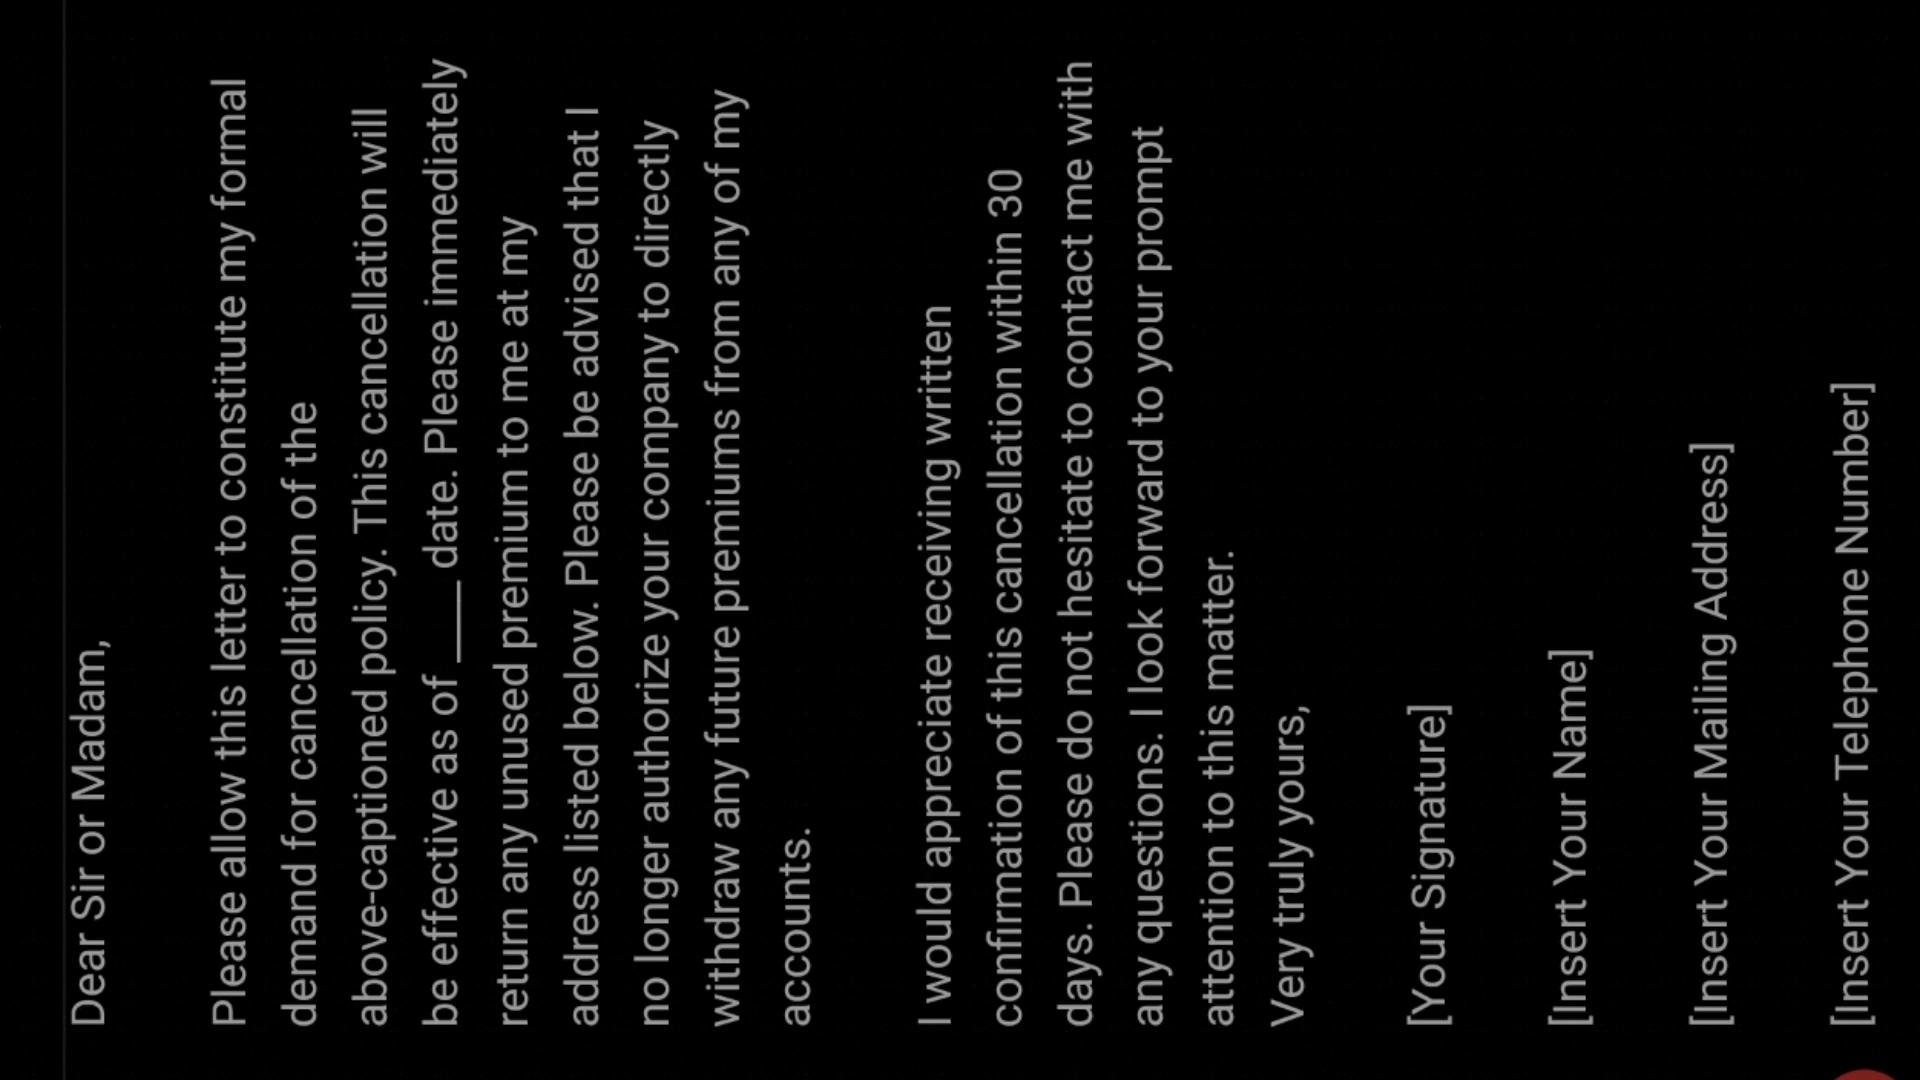 Dear Sir or Madam,
Please allow this letter to constitute my formal
demand for cancellation of the
above-captioned policy. This cancellation will
be effective as of ____ date. Please immediately
return any unused premium to me at my
address listed below. Please be advised that I
no longer authorize your company to directly
withdraw any future premiums from any of my
accounts.
I would appreciate receiving written
confirmation of this cancellation within 30
days. Please do not hesitate to contact me with
any questions. I look forward to your prompt
attention to this matter.
Very truly yours,
[Your Signature]
[Insert Your Name]
[Insert Your Mailing Address]
[Insert Your Telephone Number]